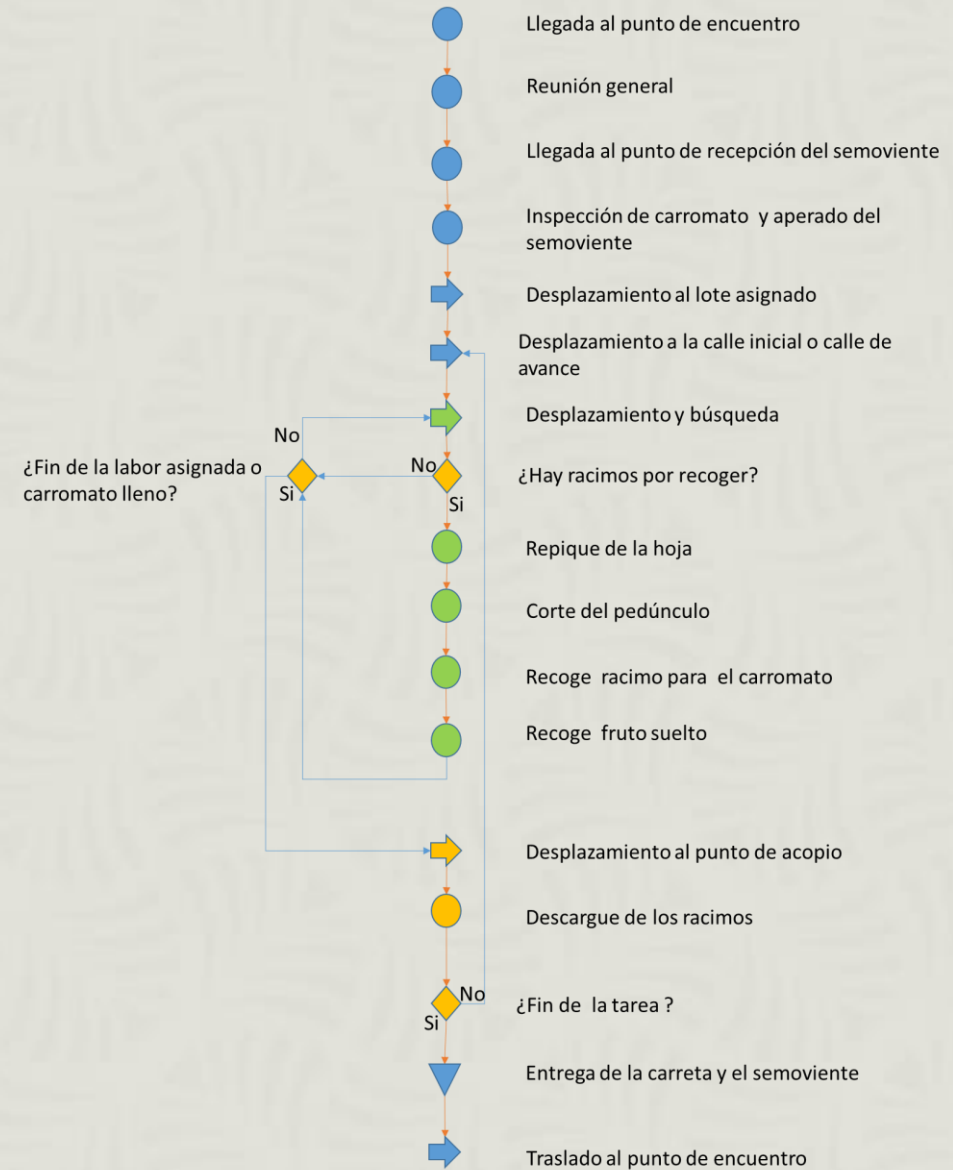 Llegada al punto de encuentro
Reunión general
Llegada al punto de recepción del semoviente
Inspección de carromato y aperado del
semoviente
Desplazamiento al lote asignado
Desplazamiento a la calle inicial o calle de
avance
Desplazamiento y búsqueda
No
¿Fin de la labor asignada o
carromato lleno?
Si
No
Si
¿Hay racimos por recoger?
Repique de la hoja
Corte del pedúnculo
Recoge racimo para el carromato
Recoge fruto suelto
Desplazamiento al punto de acopio
Descargue de los racimos
No
Si
¿Fin de la tarea ?
Entrega de la carreta y el semoviente
Traslado al punto de encuentro